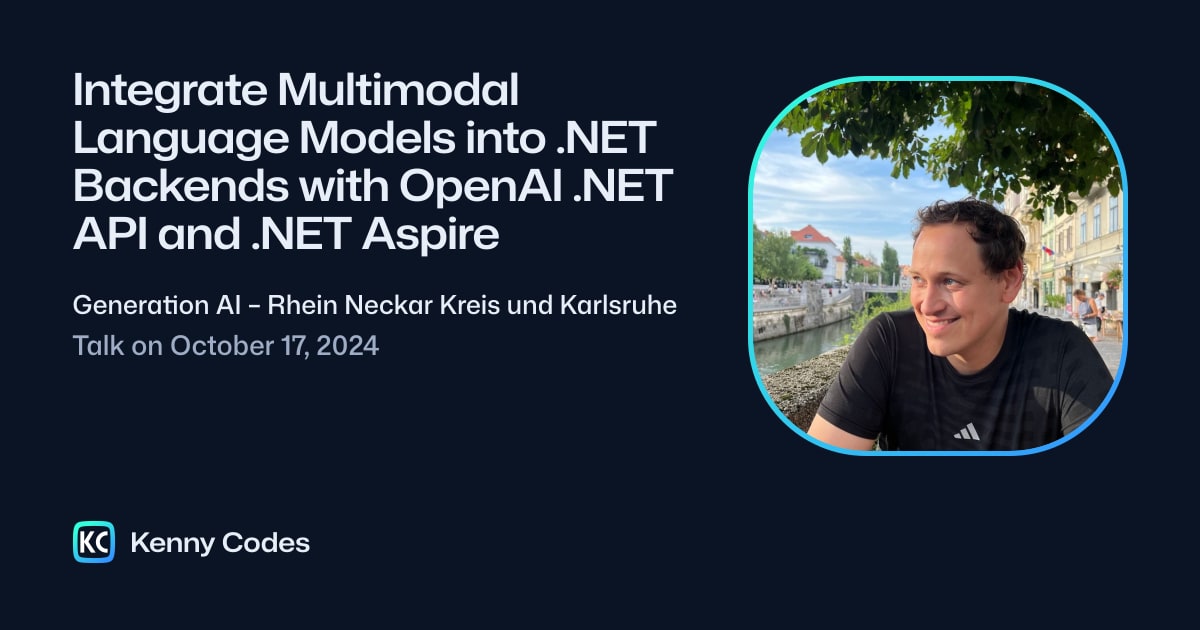 Integrate Multimodal
Language Models into .NET
Backends with OpenAI .NET
API and .NET Aspire
Generation AI – Rhein Neckar Kreis und Karlsruhe
Talk on October 17, 2024
KC Kenny Codes